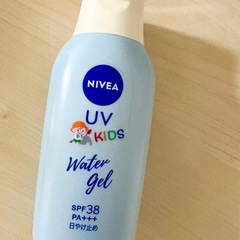 NIVEA
UV
KIDS
Water
Gel
SPF38
PA+++
日やけ止め